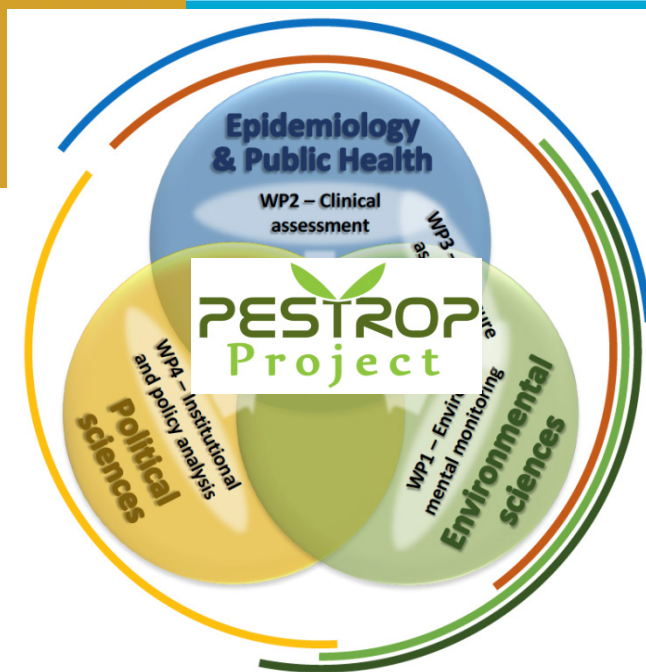 Epidemiology
& Public Health
WP2 – Clinical
assessment
WP3 –
PESTROP
Project
WP4 – Institutional
and policy analysis
Political
sciences
WP1 –
mental monitoring
Environmental
sciences